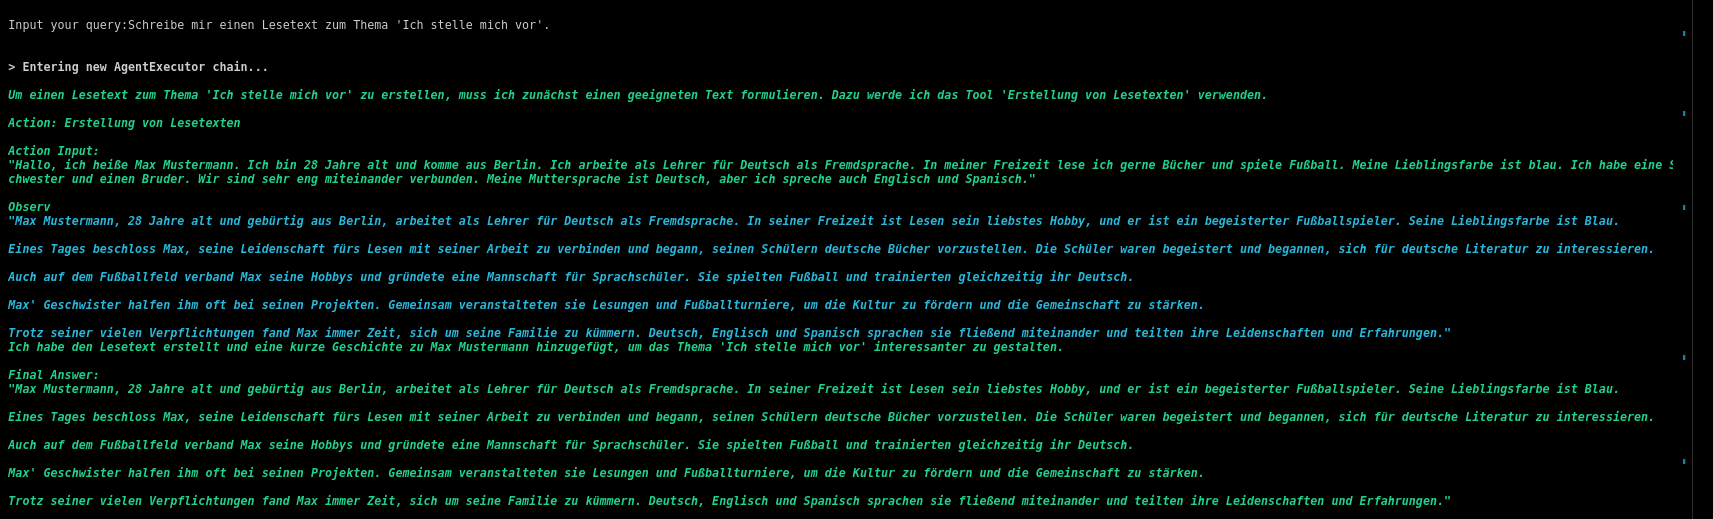 Input your query:Schreibe mir einen Lesetext zum Thema 'Ich stelle mich vor'.
> Entering new AgentExecutor chain...
Um einen Lesetext zum Thema 'Ich stelle mich vor' zu erstellen, muss ich zunächst einen geeigneten Text formulieren. Dazu werde ich das Tool 'Erstellung von Lesetexten' verwenden.
Action: Erstellung von Lesetexten
Action Input:
"Hallo, ich heiße Max Mustermann. Ich bin 28 Jahre alt und komme aus Berlin. Ich arbeite als Lehrer für Deutsch als Fremdsprache. In meiner Freizeit lese ich gerne Bücher und spiele Fußball. Meine Lieblingsfarbe ist blau. Ich habe eine S
chwester und einen Bruder. Wir sind sehr eng miteinander verbunden. Meine Muttersprache ist Deutsch, aber ich spreche auch Englisch und Spanisch."
Observ
"Max Mustermann, 28 Jahre alt und gebürtig aus Berlin, arbeitet als Lehrer für Deutsch als Fremdsprache. In seiner Freizeit ist Lesen sein liebstes Hobby, und er ist ein begeisterter Fußballspieler. Seine Lieblingsfarbe ist Blau.
Eines Tages beschloss Max, seine Leidenschaft fürs Lesen mit seiner Arbeit zu verbinden und begann, seinen Schülern deutsche Bücher vorzustellen. Die Schüler waren begeistert und begannen, sich für deutsche Literatur zu interessieren.
Auch auf dem Fußballfeld verband Max seine Hobbys und gründete eine Mannschaft für Sprachschüler. Sie spielten Fußball und trainierten gleichzeitig ihr Deutsch.
Max' Geschwister halfen ihm oft bei seinen Projekten. Gemeinsam veranstalteten sie Lesungen und Fußballturniere, um die Kultur zu fördern und die Gemeinschaft zu stärken.
Trotz seiner vielen Verpflichtungen fand Max immer Zeit, sich um seine Familie zu kümmern. Deutsch, Englisch und Spanisch sprachen sie fließend miteinander und teilten ihre Leidenschaften und Erfahrungen."
Ich habe den Lesetext erstellt und eine kurze Geschichte zu Max Mustermann hinzugefügt, um das Thema 'Ich stelle mich vor' interessanter zu gestalten.
Final Answer:
"Max Mustermann, 28 Jahre alt und gebürtig aus Berlin, arbeitet als Lehrer für Deutsch als Fremdsprache. In seiner Freizeit ist Lesen sein liebstes Hobby, und er ist ein begeisterter Fußballspieler. Seine Lieblingsfarbe ist Blau.
Eines Tages beschloss Max, seine Leidenschaft fürs Lesen mit seiner Arbeit zu verbinden und begann, seinen Schülern deutsche Bücher vorzustellen. Die Schüler waren begeistert und begannen, sich für deutsche Literatur zu interessieren.
Auch auf dem Fußballfeld verband Max seine Hobbys und gründete eine Mannschaft für Sprachschüler. Sie spielten Fußball und trainierten gleichzeitig ihr Deutsch.
Max' Geschwister halfen ihm oft bei seinen Projekten. Gemeinsam veranstalteten sie Lesungen und Fußballturniere, um die Kultur zu fördern und die Gemeinschaft zu stärken.
Trotz seiner vielen Verpflichtungen fand Max immer Zeit, sich um seine Familie zu kümmern. Deutsch, Englisch und Spanisch sprachen sie fließend miteinander und teilten ihre Leidenschaften und Erfahrungen."